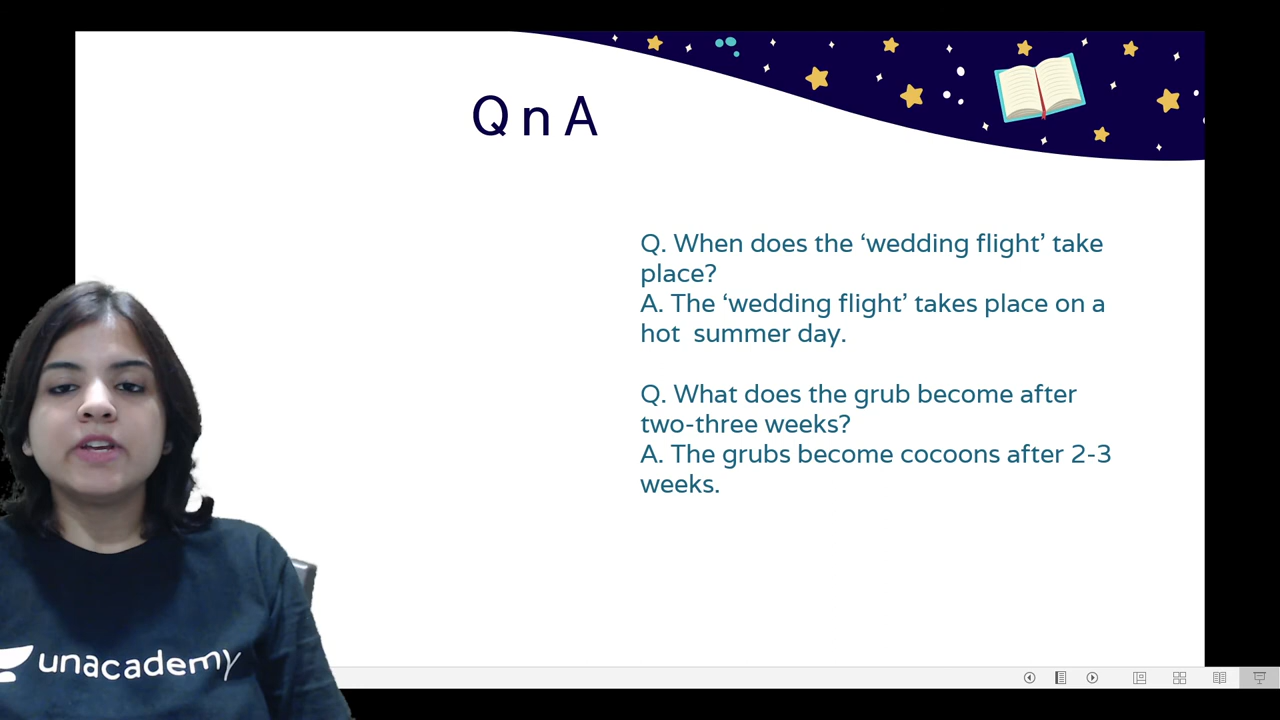 QnA
Q. When does the ‘wedding flight’ take
place?
A. The ‘wedding flight’ takes place on a
hot  summer day.
Q. What does the grub become after
two-three weeks?
A. The grubs become cocoons after 2-3
weeks.
unacademy